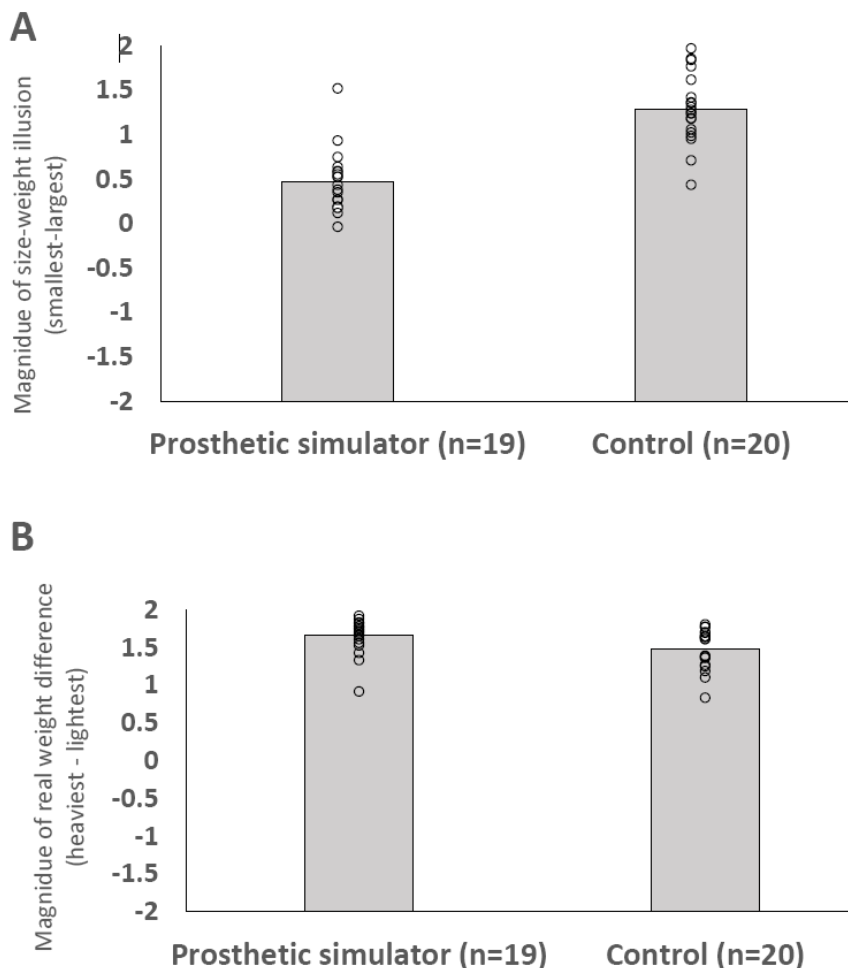 A
Magnidue of size-weight illusion
(smallest-largest)
2
1.5
1
0.5
0
-0.5
-1
-1.5
-2
Prosthetic simulator (n=19)
Control (n=20)
B
Magnidue of real weight difference
(heaviest - lightest)
2
1.5
1
0.5
0
-0.5
-1
-1.5
-2
Prosthetic simulator (n=19)
Control (n=20)